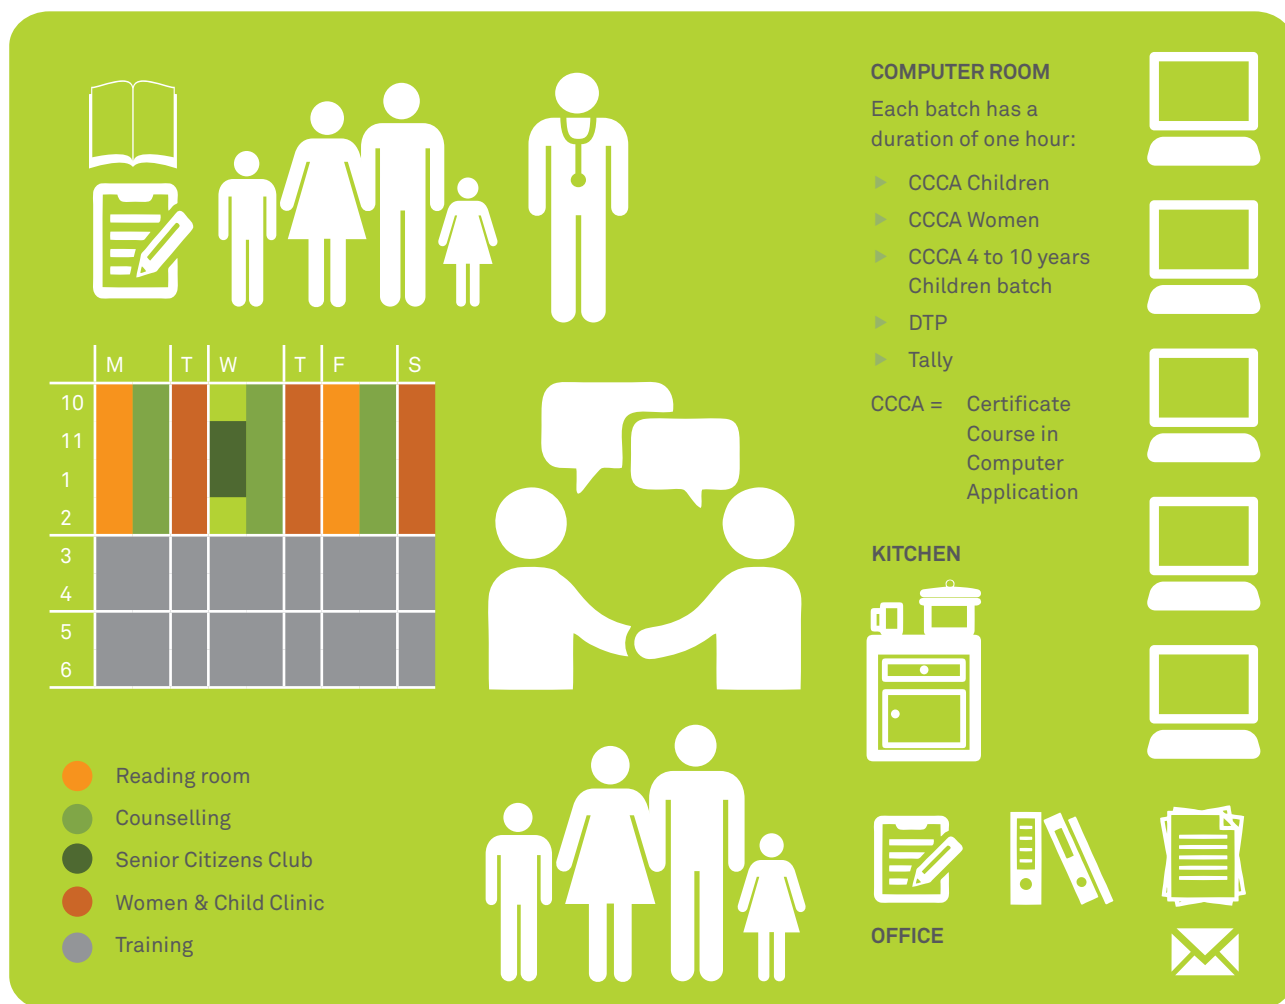 COMPUTER ROOM
Each batch has a
duration of one hour:
▶ CCCA Children
▶ CCCA Women
▶ CCCA 4 to 10 years
Children batch
▶ DTP
▶ Tally
CCCA = Certificate
Course in
Computer
Application
M T W T F S
10
11
1
2
3
4
5
6
KITCHEN
Reading room
Counselling
Senior Citizens Club
Women & Child Clinic
Training
OFFICE